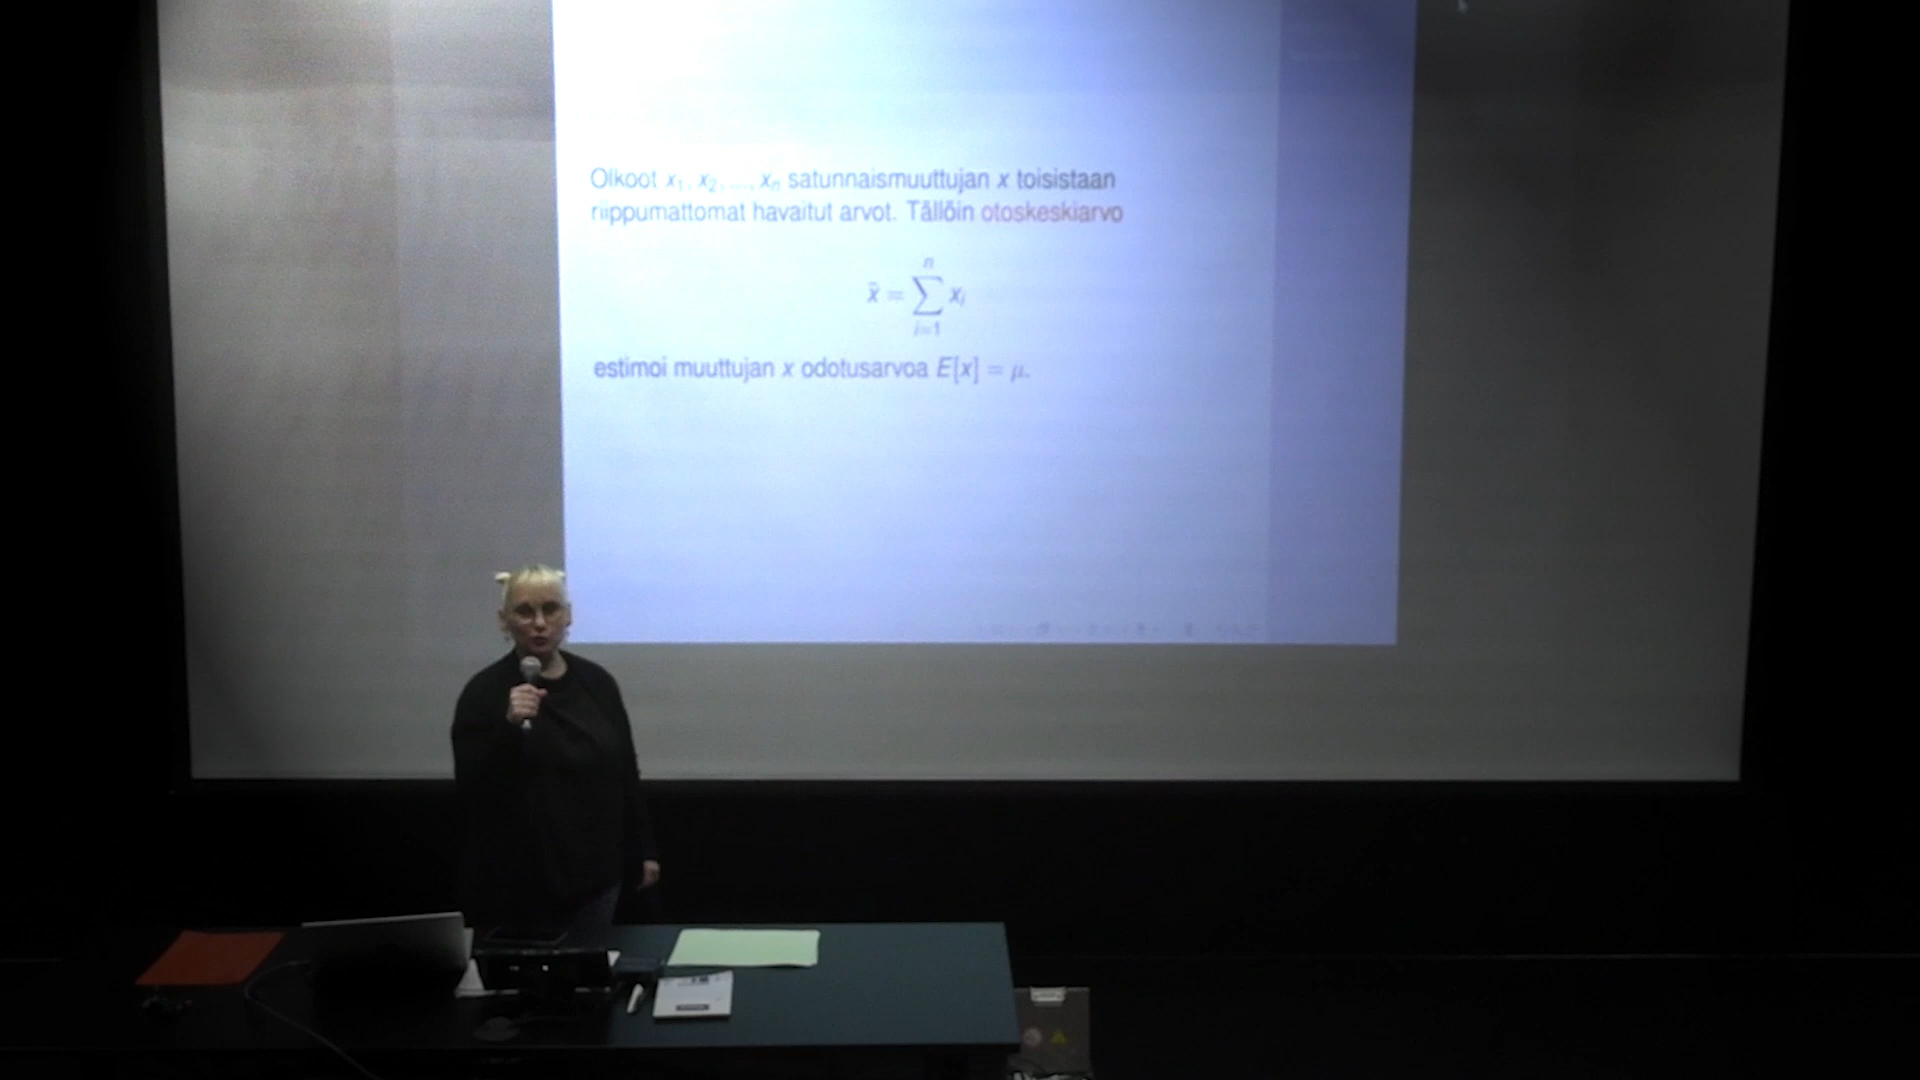 Olkoot x₁, x₂, ..., xₙ satunnaismuuttujan x toisistaan
riippumattomat havaitut arvot. Tällöin otoskeskiarvo
n
x̄ = ∑ xᵢ
i=1
estimoi muuttujan x odotusarvoa E[x] = μ.